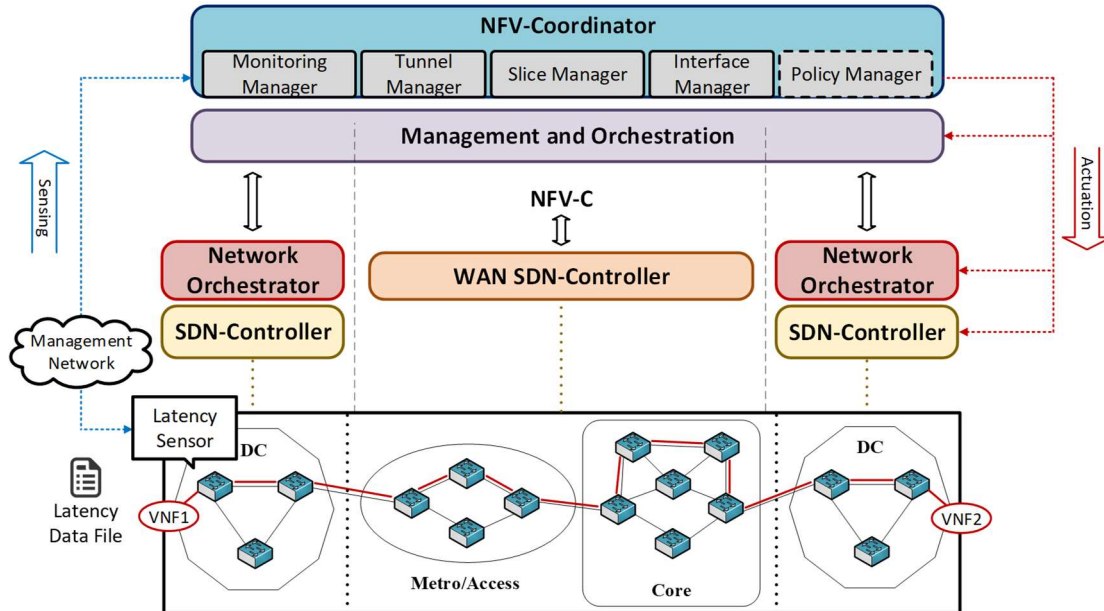 NFV-Coordinator
Monitoring
Manager
Tunnel
Manager
Slice Manager
Interface
Manager
Policy Manager
Management and Orchestration
Sensing
Actuation
NFV-C
Network
Orchestrator
WAN SDN-Controller
Network
Orchestrator
SDN-Controller
SDN-Controller
Management
Network
Latency
Sensor
DC
DC
Latency
Data File
VNF1
VNF2
Metro/Access
Core